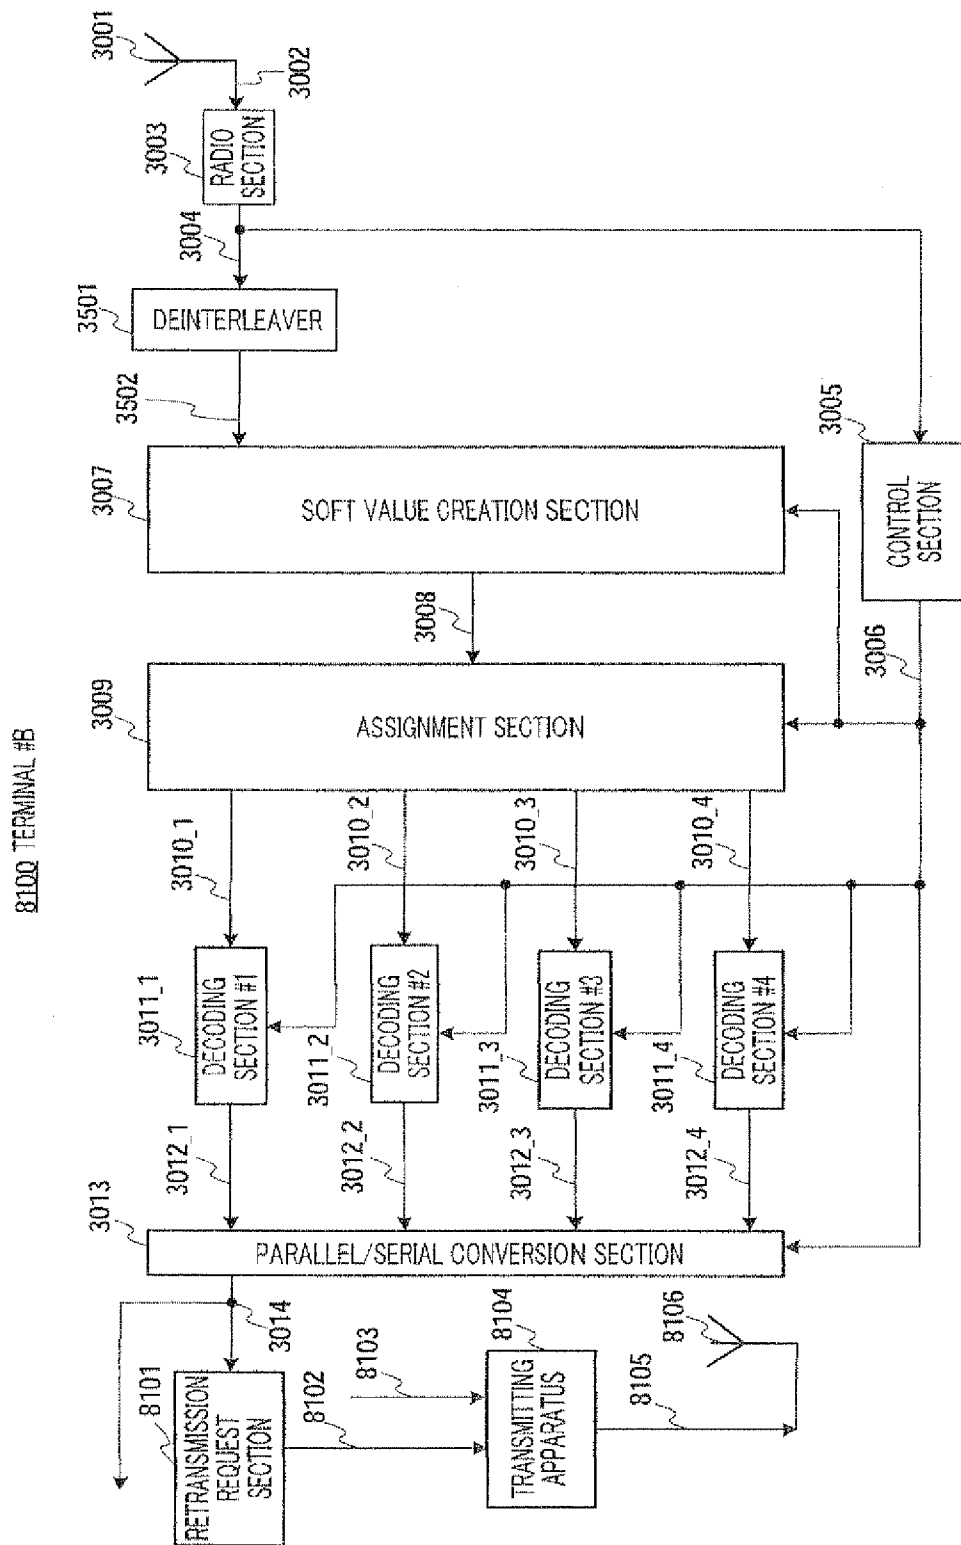 8100 TERMINAL #B
3001
3002
3003
RADIO
SECTION
3004
3501
DEINTERLEAVER
3502
3007
SOFT VALUE CREATION SECTION
3005
CONTROL
SECTION
3006
3008
3009
ASSIGNMENT SECTION
3010_1
3010_2
3010_3
3010_4
3011_1
DECODING
SECTION #1
3011_2
DECODING
SECTION #2
3011_3
DECODING
SECTION #3
3011_4
DECODING
SECTION #4
3012_1
3012_2
3012_3
3012_4
3013
PARALLEL/SERIAL CONVERSION SECTION
3014
8101
RETRANSMISSION
REQUEST
SECTION
8102
8103
8104
TRANSMITTING
APPARATUS
8105
8106